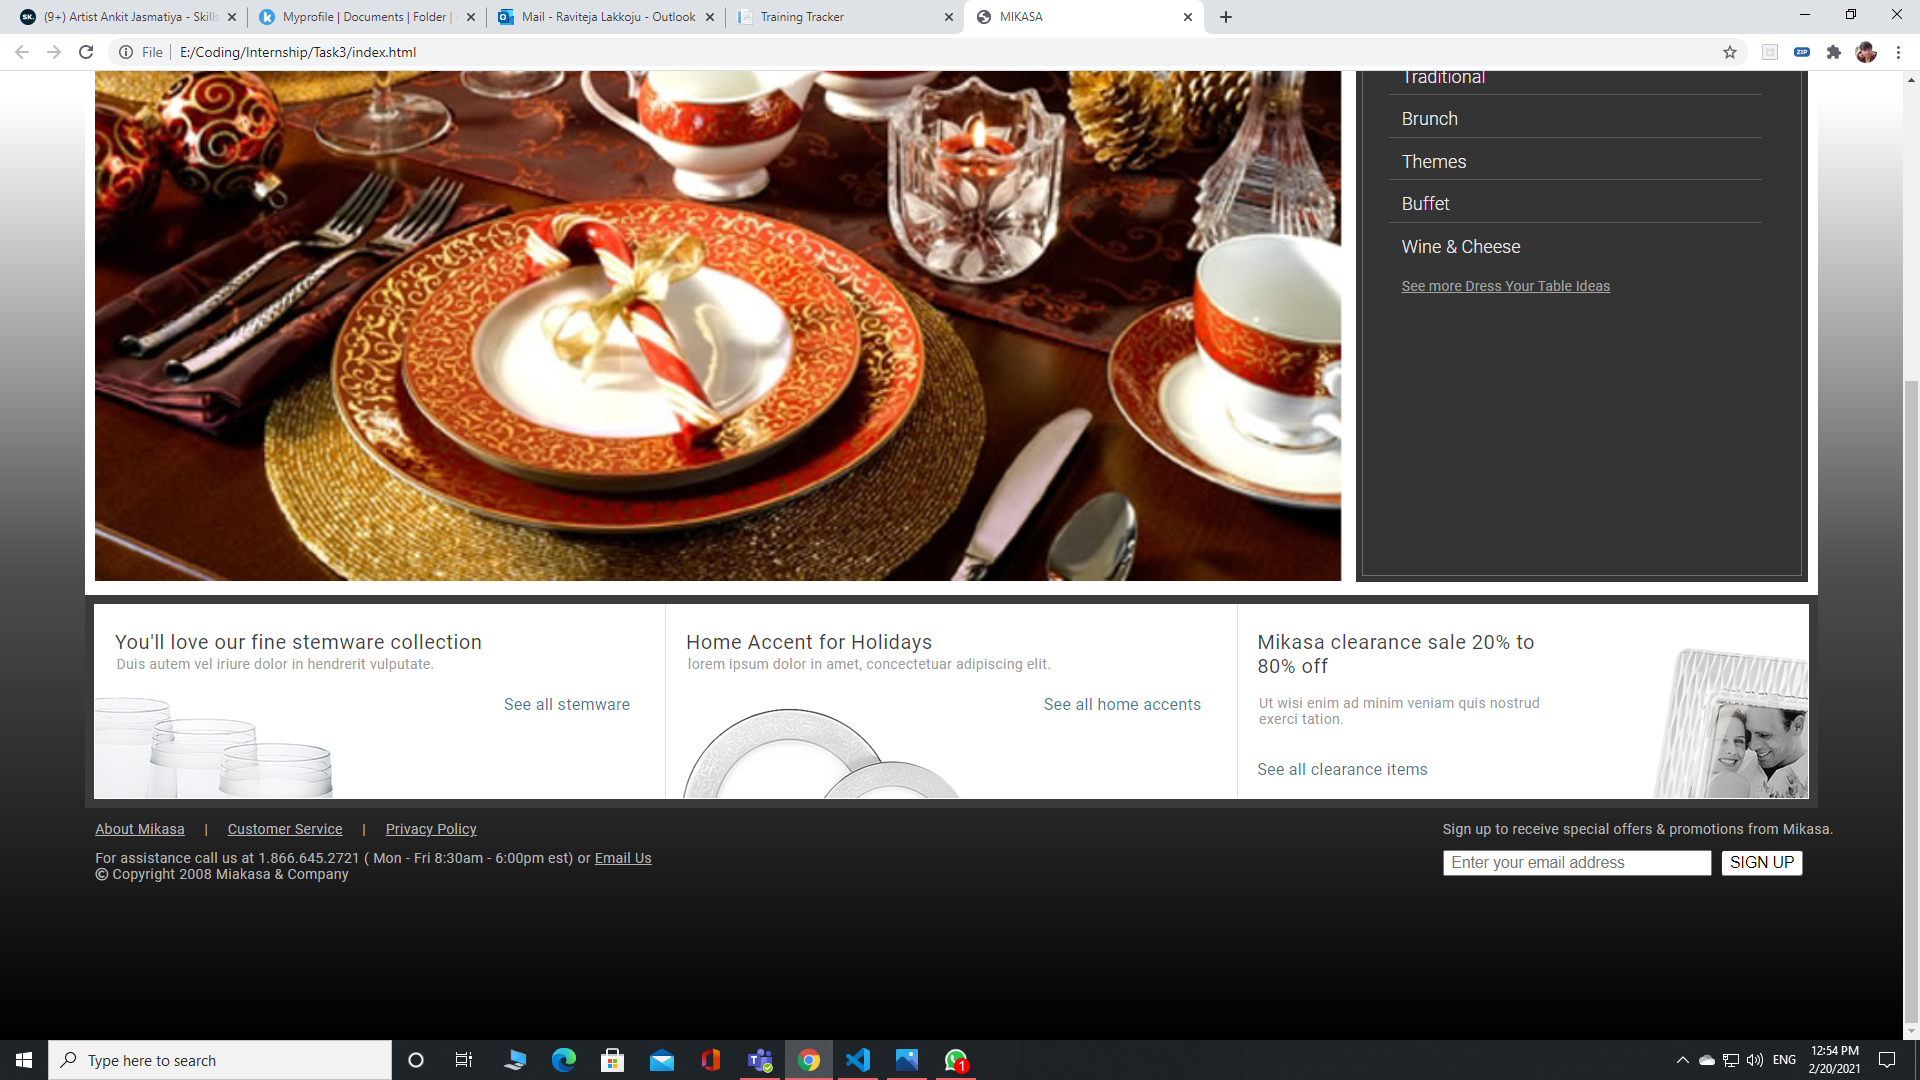 SK.
(9+) Artist Ankit Jasmatiya - Skills
Myprofile | Documents | Folder |
Mail - Raviteja Lakkoju - Outlook
Training Tracker
MIKASA
File
E:/Coding/Internship/Task3/index.html
ZIP
Traditional
Brunch
Themes
Buffet
Wine & Cheese
See more Dress Your Table Ideas
You'll love our fine stemware collection
Duis autem vel iriure dolor in hendrerit vulputate.
See all stemware
Home Accent for Holidays
lorem ipsum dolor in amet, concectetuar adipiscing elit.
See all home accents
Mikasa clearance sale 20% to
80% off
Ut wisi enim ad minim veniam quis nostrud
exerci tation.
See all clearance items
About Mikasa | Customer Service | Privacy Policy
For assistance call us at 1.866.645.2721 ( Mon - Fri 8:30am - 6:00pm est) or Email Us
© Copyright 2008 Miakasa & Company
Sign up to receive special offers & promotions from Mikasa.
Enter your email address
SIGN UP
Type here to search
1
ENG
12:54 PM
2/20/2021